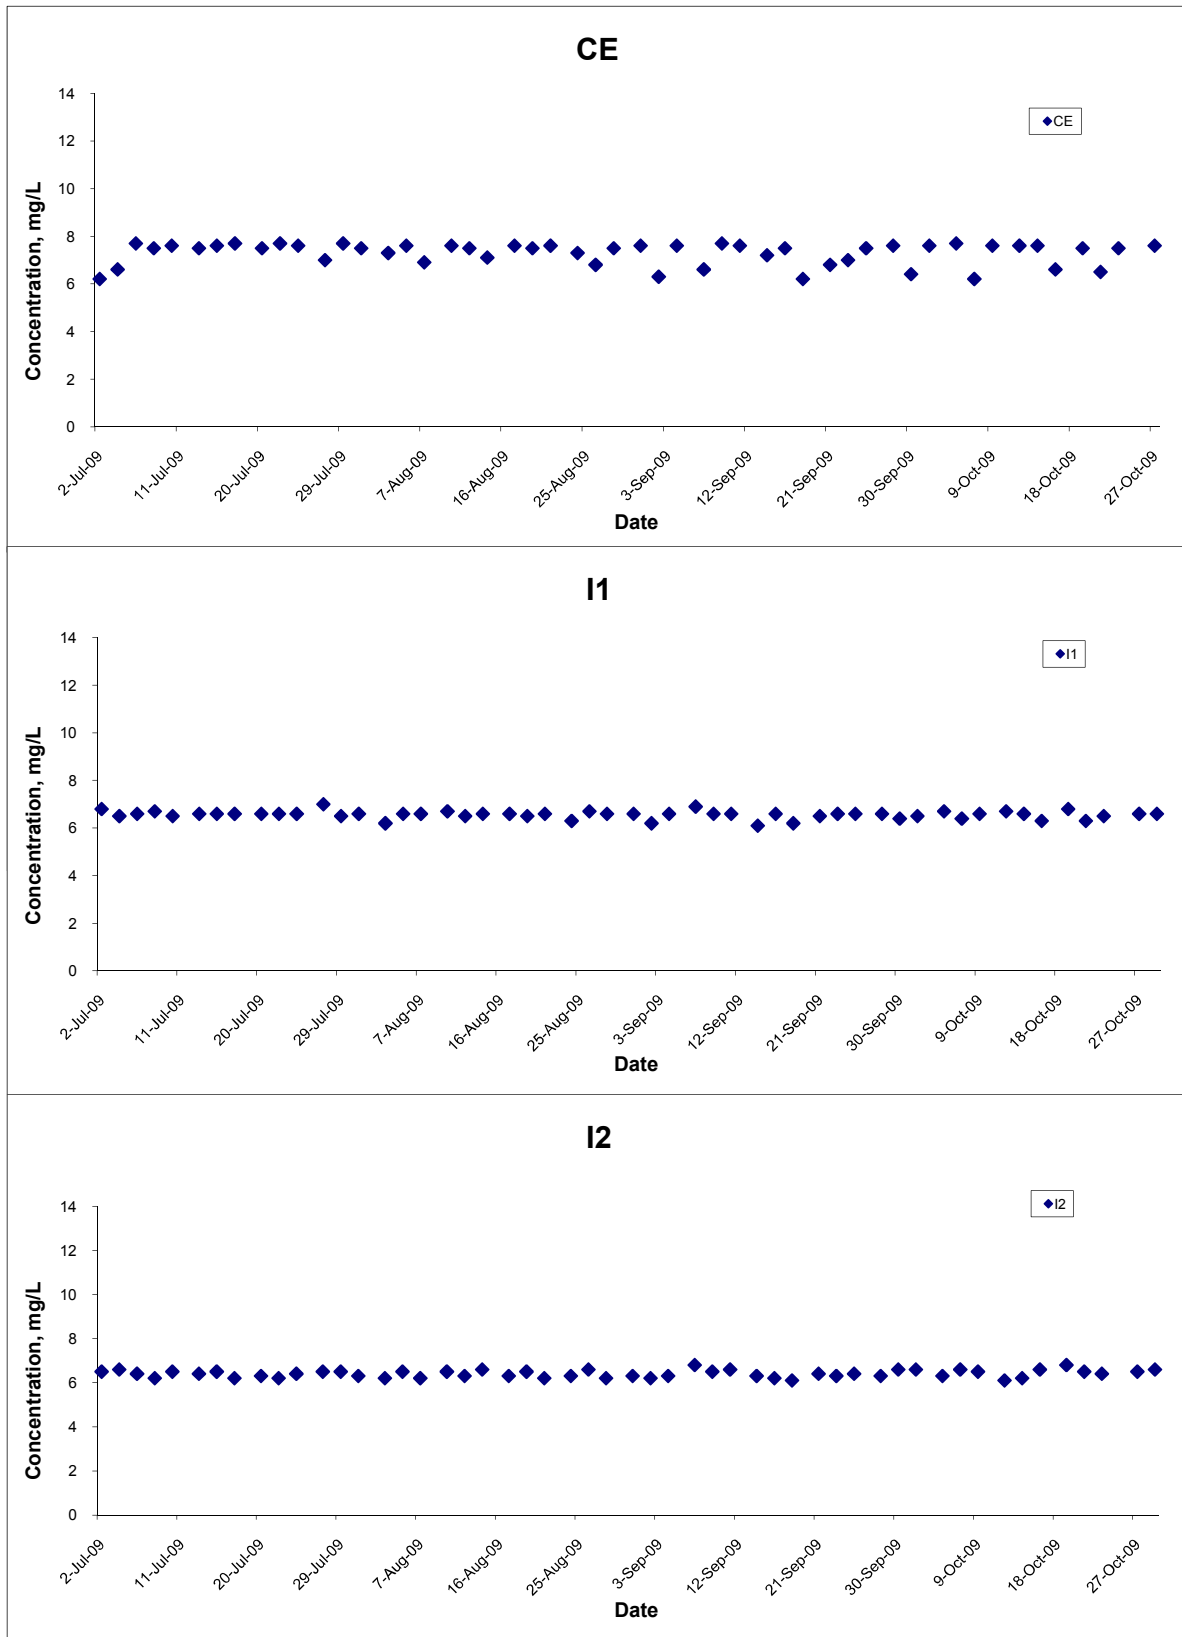 CE
14
12
10
8
6
4
2
0
Concentration, mg/L
CE
2-Jul-09 11-Jul-09 20-Jul-09 29-Jul-09 7-Aug-09 16-Aug-09 25-Aug-09 3-Sep-09 12-Sep-09 21-Sep-09 30-Sep-09 9-Oct-09 18-Oct-09 27-Oct-09
Date
I1
14
12
10
8
6
4
2
0
Concentration, mg/L
I1
2-Jul-09 11-Jul-09 20-Jul-09 29-Jul-09 7-Aug-09 16-Aug-09 25-Aug-09 3-Sep-09 12-Sep-09 21-Sep-09 30-Sep-09 9-Oct-09 18-Oct-09 27-Oct-09
Date
I2
14
12
10
8
6
4
2
0
Concentration, mg/L
I2
2-Jul-09 11-Jul-09 20-Jul-09 29-Jul-09 7-Aug-09 16-Aug-09 25-Aug-09 3-Sep-09 12-Sep-09 21-Sep-09 30-Sep-09 9-Oct-09 18-Oct-09 27-Oct-09
Date